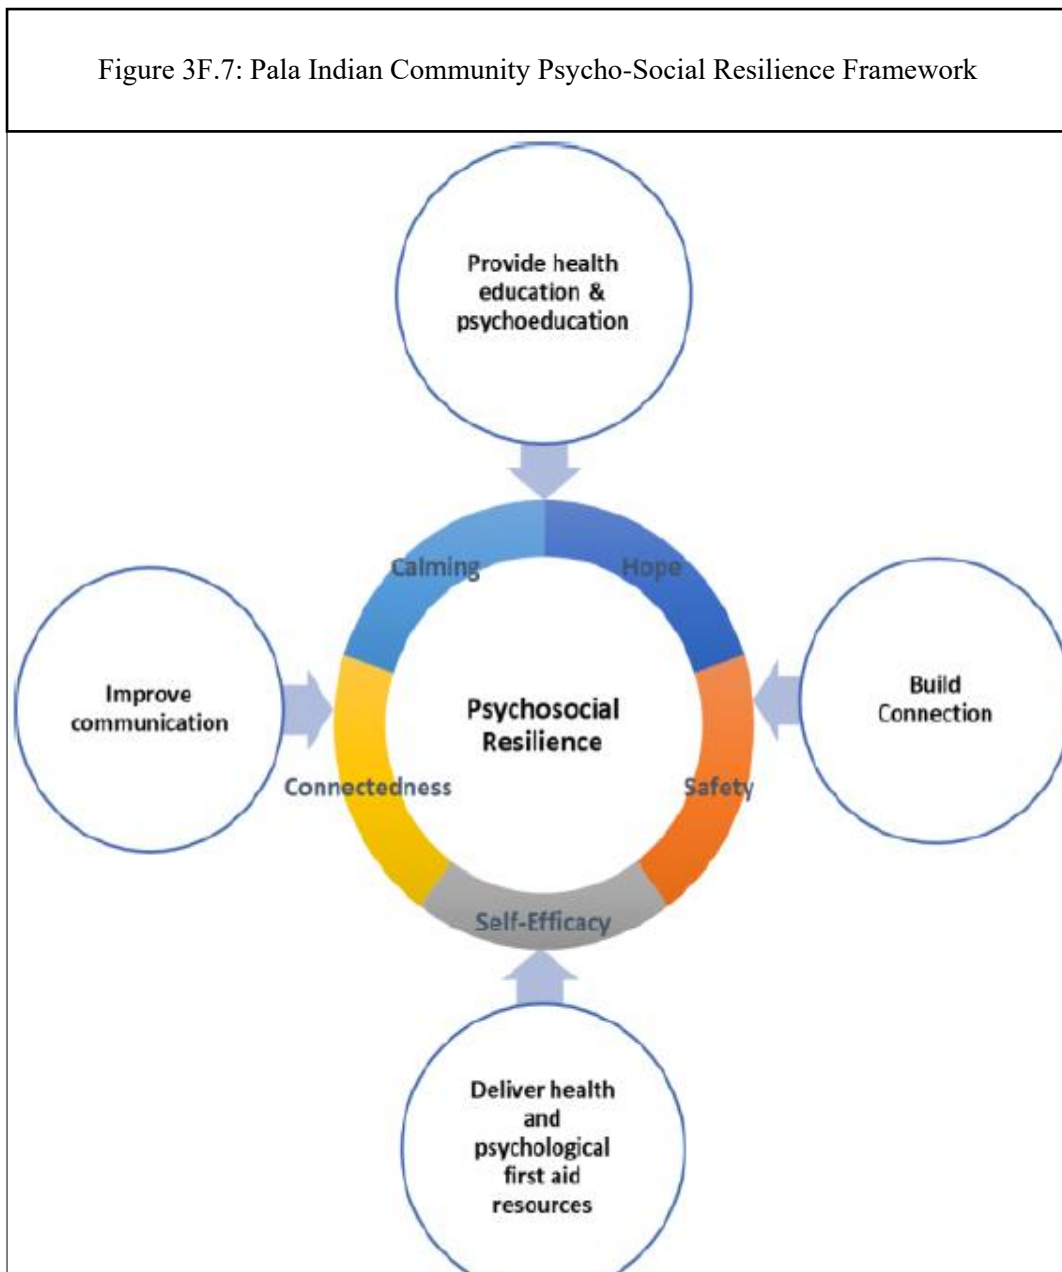 Figure 3F.7: Pala Indian Community Psycho-Social Resilience Framework
Provide health
education &
psychoeducation
Calming
Hope
Improve
communication
Psychosocial
Resilience
Build
Connection
Connectedness
Safety
Self-Efficacy
Deliver health
and
psychological
first aid
resources